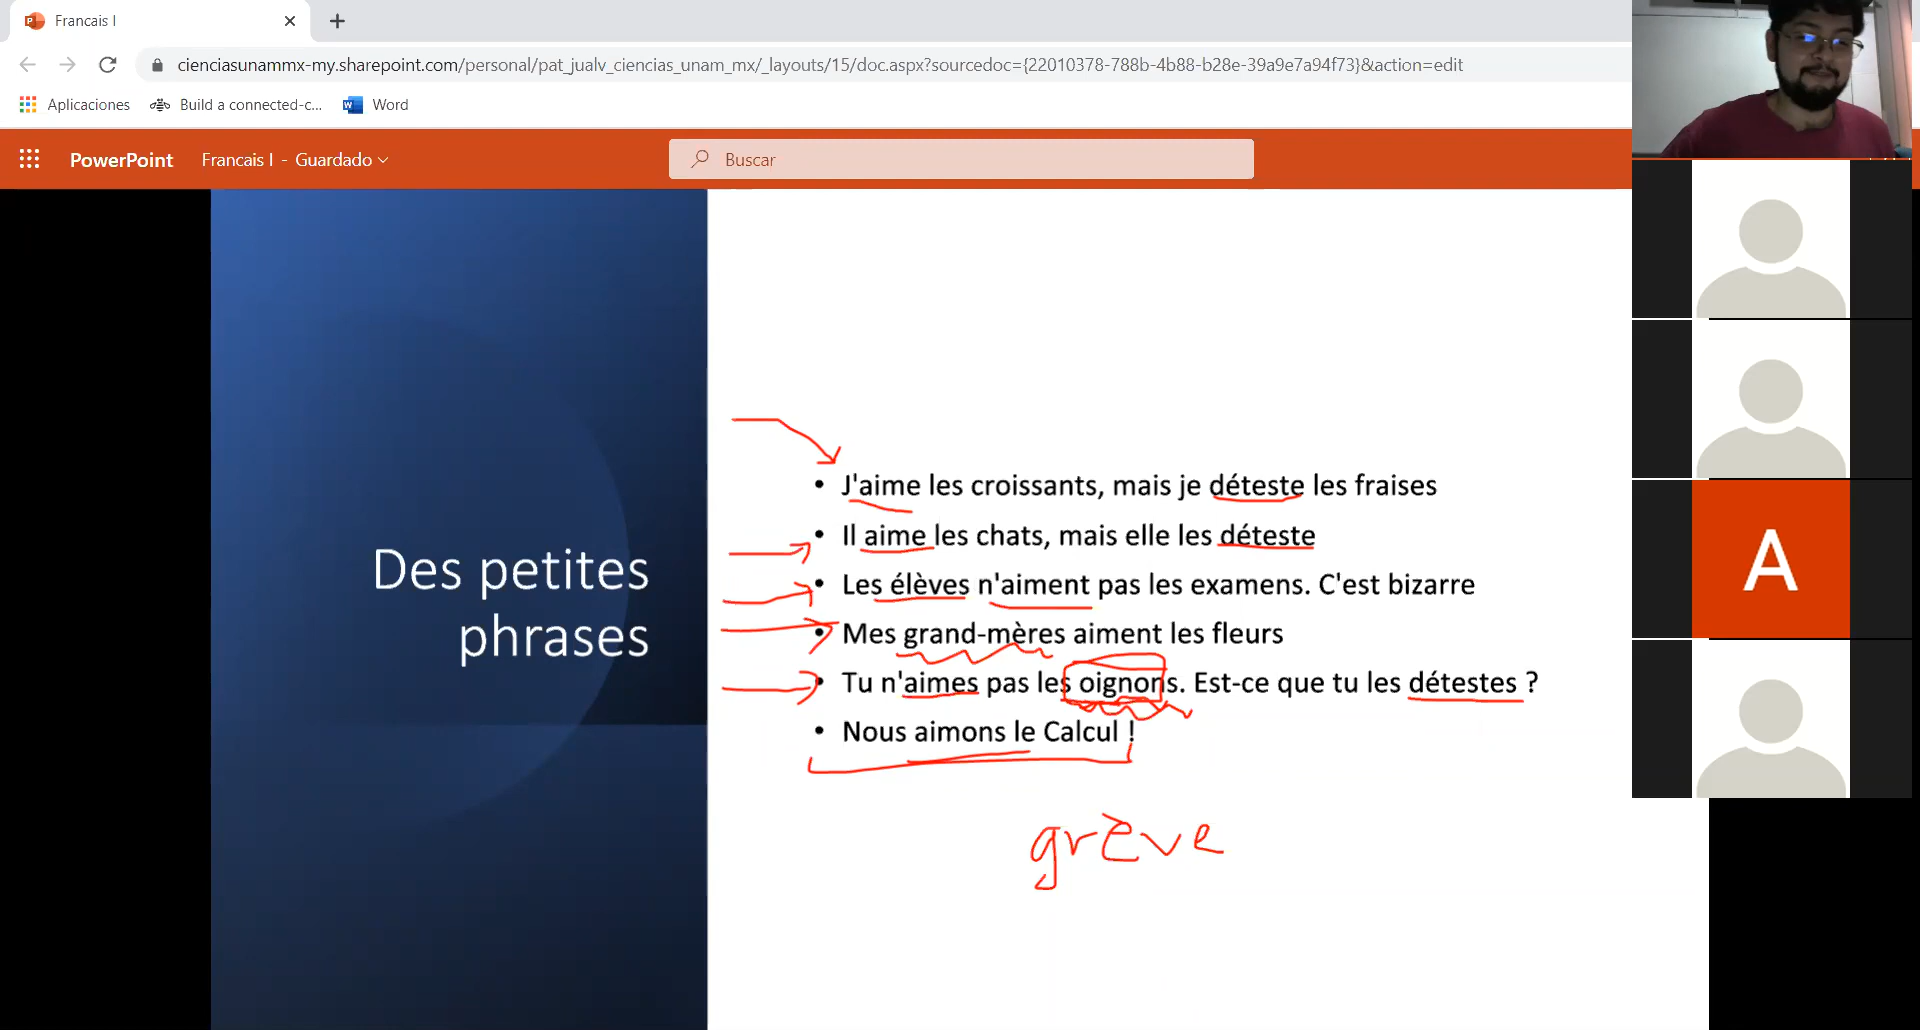 Francais I
cienciasunammx-my.sharepoint.com/personal/pat_jualv_ciencias_unam_mx/_layouts/15/doc.aspx?sourcedoc={22010378-788b-4b88-b28e-39a9e7a94f73}&action=edit
Aplicaciones Build a connected-c... Word
PowerPoint Francais I - Guardado Buscar
Des petites
phrases
• J'aime les croissants, mais je déteste les fraises
• Il aime les chats, mais elle les déteste
• Les élèves n'aiment pas les examens. C'est bizarre
• Mes grand-mères aiment les fleurs
• Tu n'aimes pas les oignons. Est-ce que tu les détestes ?
• Nous aimons le Calcul !
grève
A